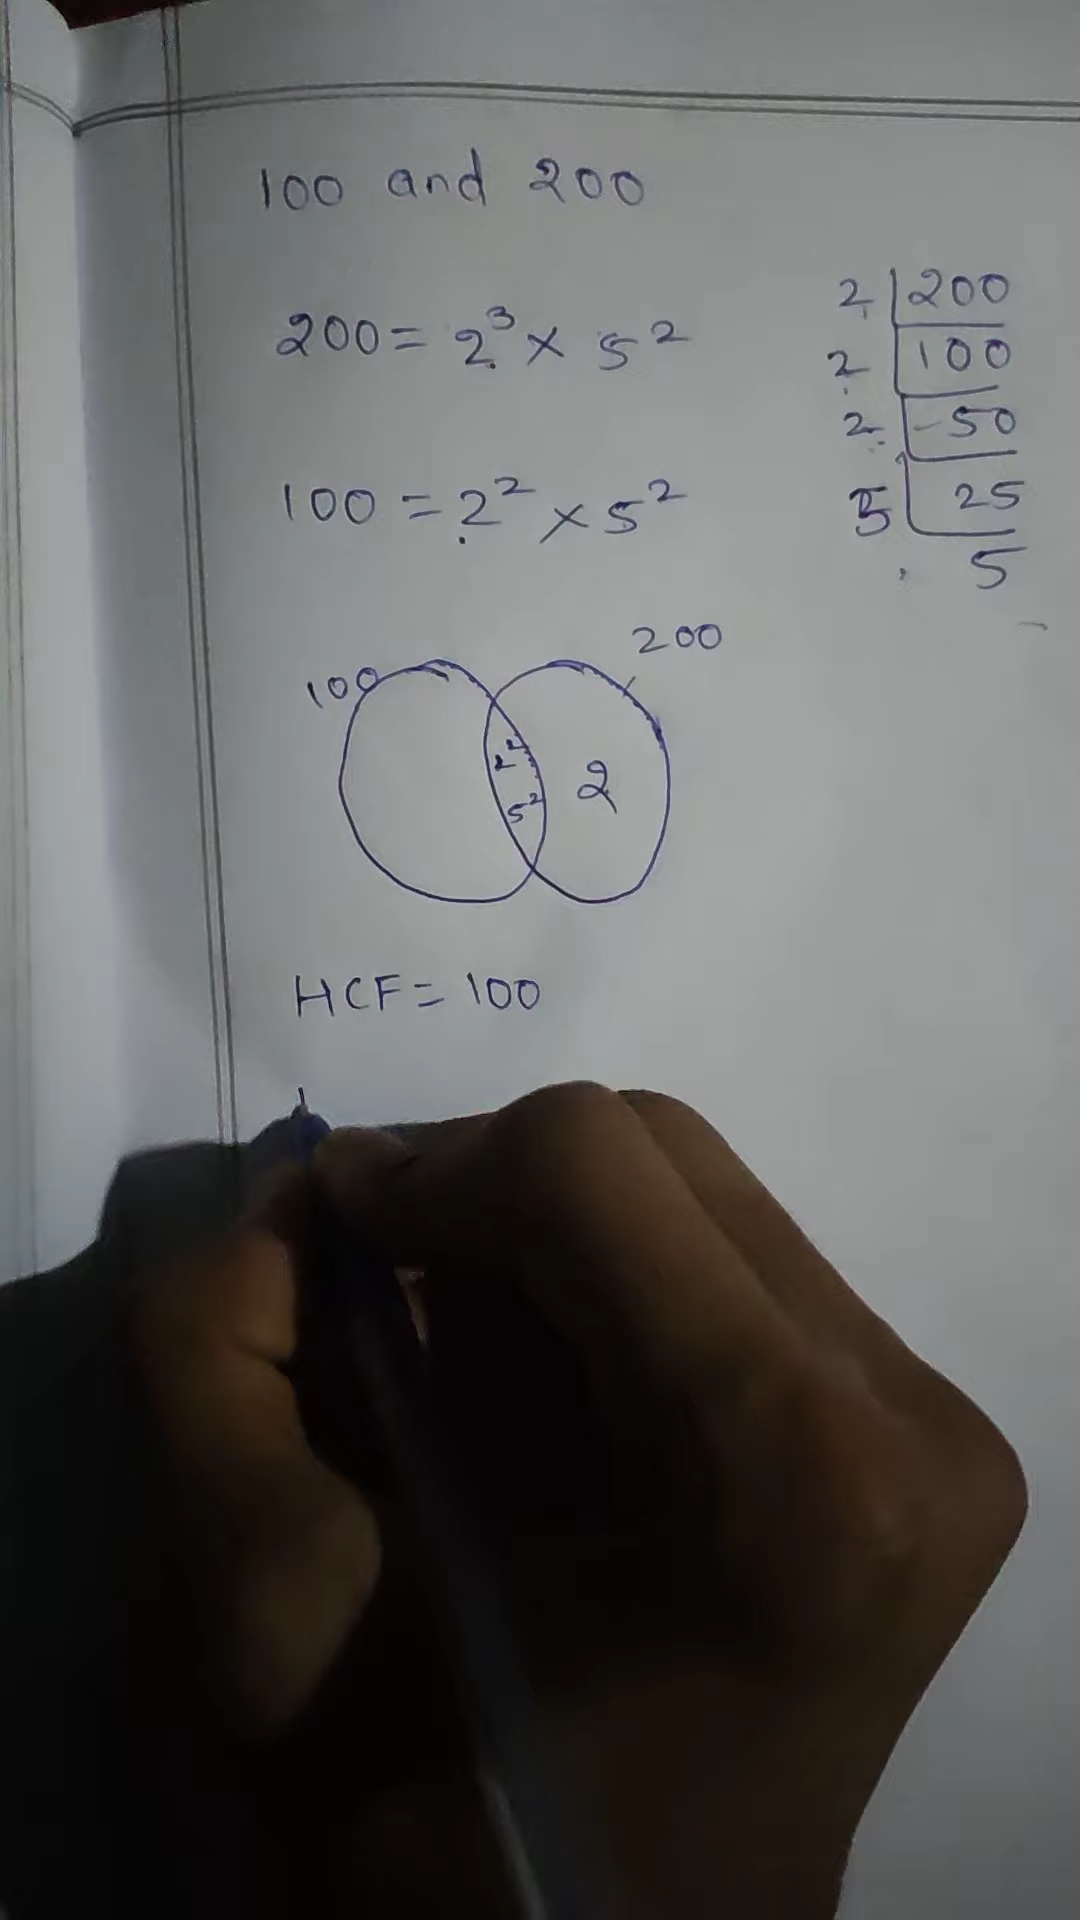 100 and 200
200 = 2³ × 5²
100 = 2² × 5²
2 | 200
2 | 100
2 | 50
5 | 25
5
100
200
2²
5²
2
HCF = 100